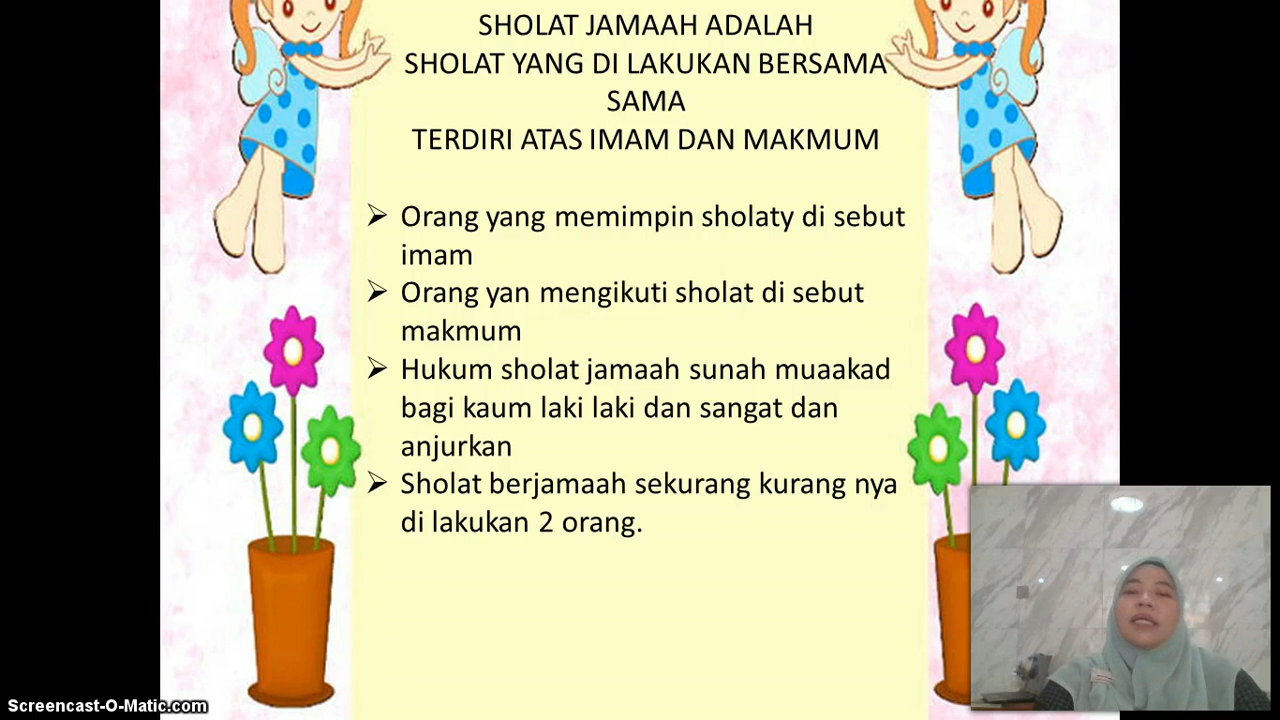 SHOLAT JAMAAH ADALAH
SHOLAT YANG DI LAKUKAN BERSAMA
SAMA
TERDIRI ATAS IMAM DAN MAKMUM
➢ Orang yang memimpin sholaty di sebut
imam
➢ Orang yan mengikuti sholat di sebut
makmum
➢ Hukum sholat jamaah sunah muaakad
bagi kaum laki laki dan sangat dan
anjurkan
➢ Sholat berjamaah sekurang kurang nya
di lakukan 2 orang.
Screencast-O-Matic.com